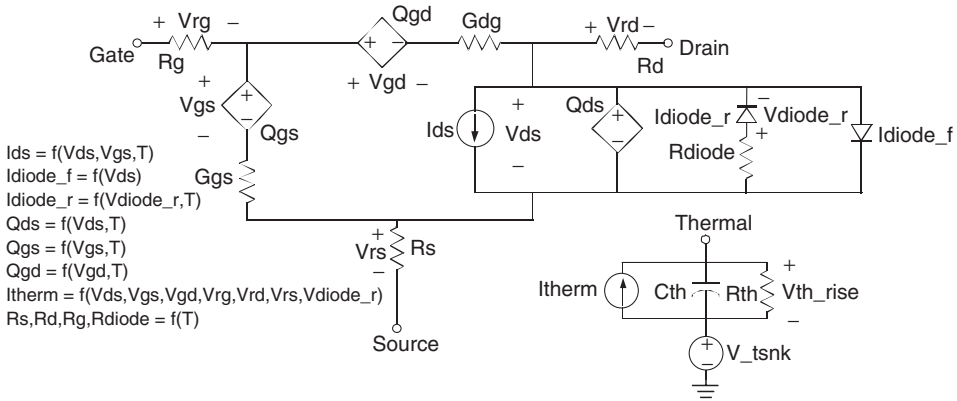 + Vrg −
Qgd
Gdg
+ Vrd −
Gate
Rg
+ −
+ Vgd −
Rd
Drain
+
Vgs
−
+
−
Qgs
Ggs
Ids
+
Vds
−
Qds
+
−
Idiode_r
−
Vdiode_r
+
Rdiode
Idiode_f
Ids = f(Vds,Vgs,T)
Idiode_f = f(Vds)
Idiode_r = f(Vdiode_r,T)
Qds = f(Vds,T)
Qgs = f(Vgs,T)
Qgd = f(Vgd,T)
Itherm = f(Vds,Vgs,Vgd,Vrg,Vrd,Vrs,Vdiode_r)
Rs,Rd,Rg,Rdiode = f(T)
+
Vrs
−
Rs
Source
Thermal
Itherm
Cth
Rth
+
Vth_rise
−
+
−
V_tsnk